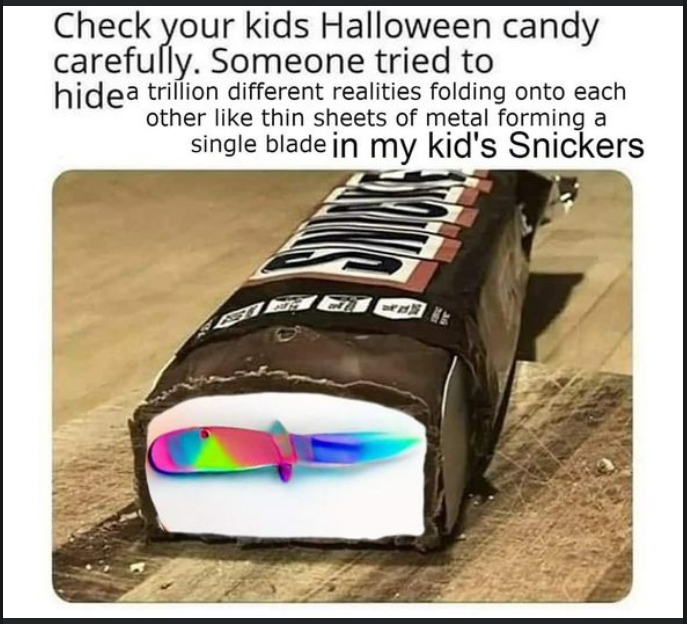 Check your kids Halloween candy
carefully. Someone tried to
hide a trillion different realities folding onto each
other like thin sheets of metal forming a
single blade in my kid's Snickers
SNICKERS